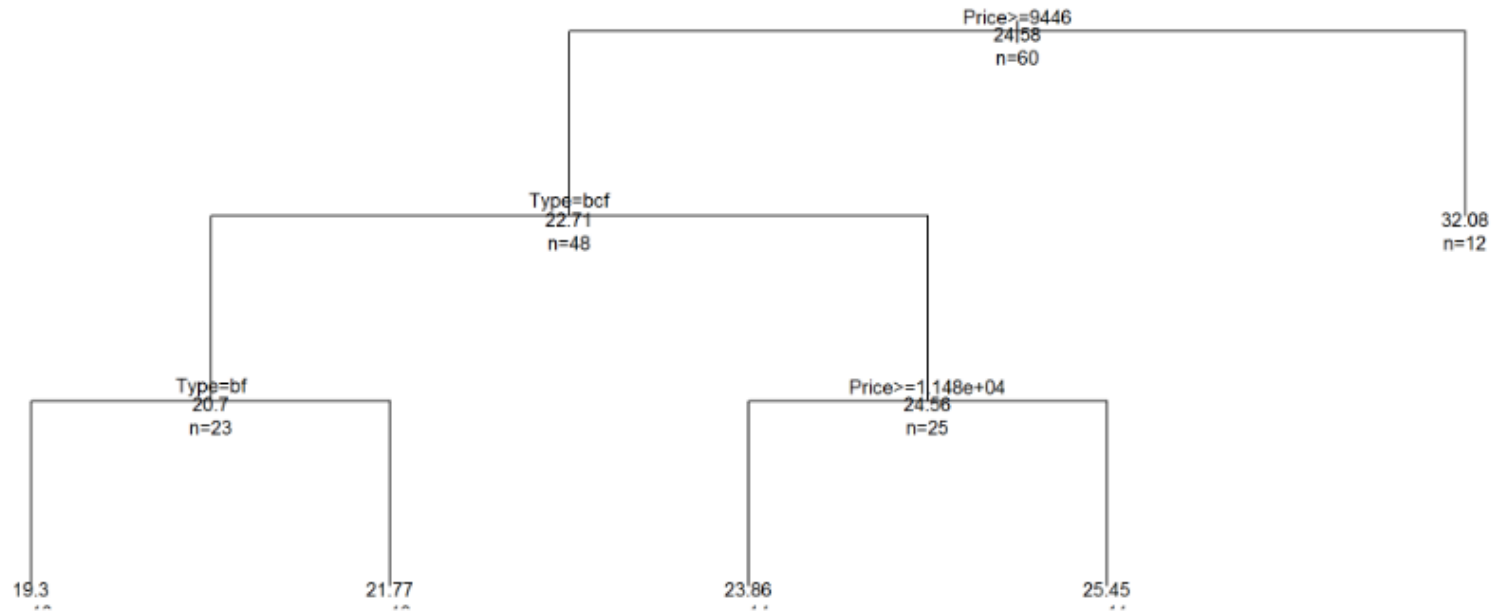 Price>=9446
24.58
n=60
Type=bcf
22.71
n=48
32.08
n=12
Type=bf
20.7
n=23
Price>=1.148e+04
24.56
n=25
19.3
21.77
23.86
25.45